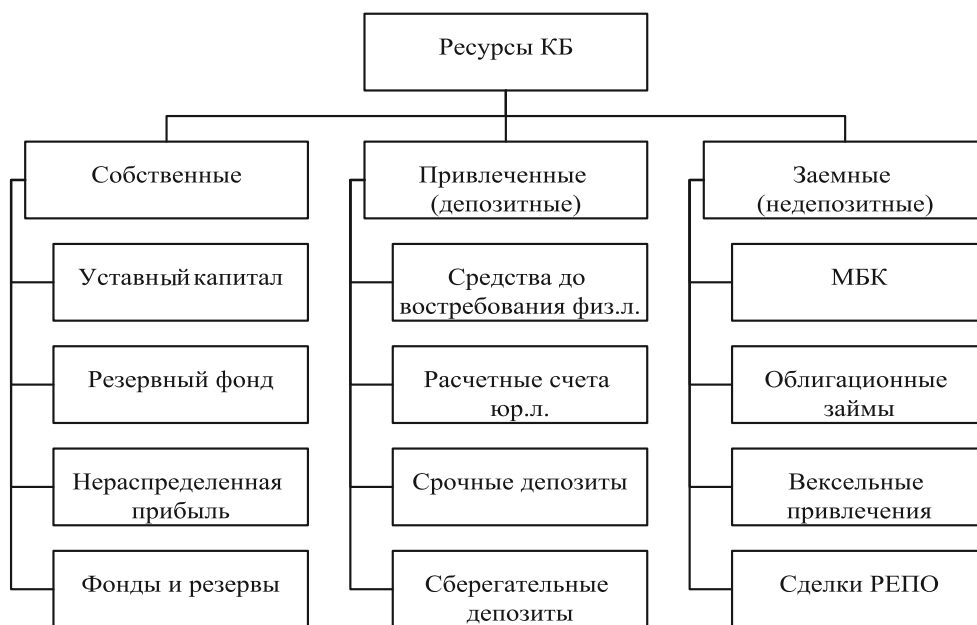 Ресурсы КБ
Собственные
Уставный капитал
Резервный фонд
Нераспределенная
прибыль
Фонды и резервы
Привлеченные
(депозитные)
Средства до
востребования физ.л.
Расчетные счета
юр.л.
Срочные депозиты
Сберегательные
депозиты
Заемные
(недепозитные)
МБК
Облигационные
займы
Вексельные
привлечения
Сделки РЕПО